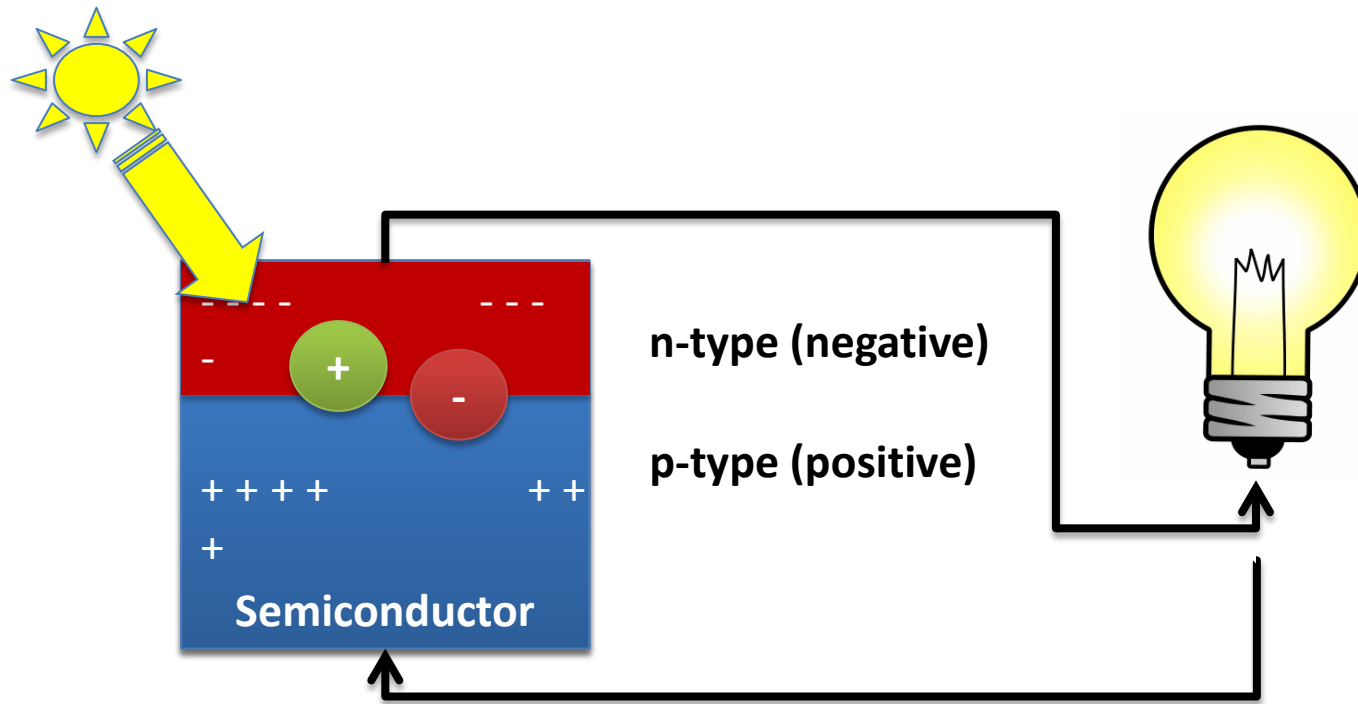 - - - - - - -
- + -
n-type (negative)
p-type (positive)
+ + + + + +
+
Semiconductor